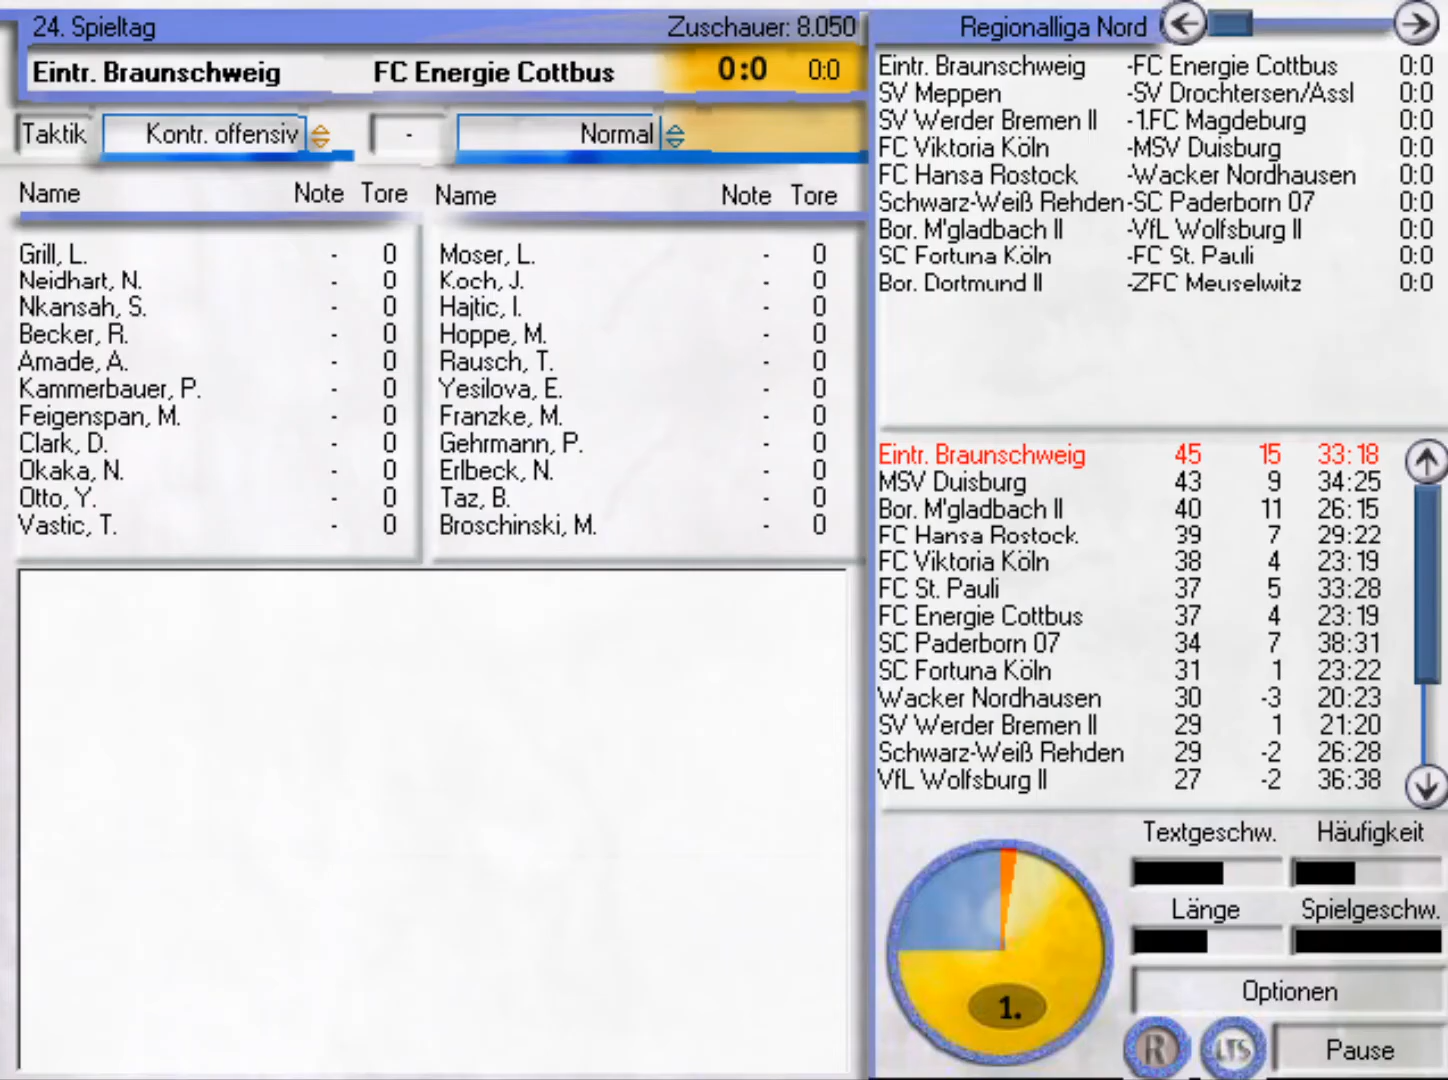 24. Spieltag Zuschauer: 8.050
Eintr. Braunschweig FC Energie Cottbus 0:0 0:0
Taktik Kontr. offensiv - Normal
Name Note Tore Name Note Tore
Grill, L. - 0 Moser, L. - 0
Neidhart, N. - 0 Koch, J. - 0
Nkansah, S. - 0 Hajtic, I. - 0
Becker, R. - 0 Hoppe, M. - 0
Amade, A. - 0 Rausch, T. - 0
Kammerbauer, P. - 0 Yesilova, E. - 0
Feigenspan, M. - 0 Franzke, M. - 0
Clark, D. - 0 Gehrmann, P. - 0
Okaka, N. - 0 Erlbeck, N. - 0
Otto, Y. - 0 Taz, B. - 0
Vastic, T. - 0 Broschinski, M. - 0
Regionalliga Nord
Eintr. Braunschweig -FC Energie Cottbus 0:0
SV Meppen -SV Drochtersen/Assl 0:0
SV Werder Bremen II -1.FC Magdeburg 0:0
FC Viktoria Köln -MSV Duisburg 0:0
FC Hansa Rostock -Wacker Nordhausen 0:0
Schwarz-Weiß Rehden -SC Paderborn 07 0:0
Bor. M'gladbach II -VfL Wolfsburg II 0:0
SC Fortuna Köln -FC St. Pauli 0:0
Bor. Dortmund II -ZFC Meuselwitz 0:0
Eintr. Braunschweig 45 15 33:18
MSV Duisburg 43 9 34:25
Bor. M'gladbach II 40 11 26:15
FC Hansa Rostock 39 7 29:22
FC Viktoria Köln 38 4 23:19
FC St. Pauli 37 5 33:28
FC Energie Cottbus 37 4 23:19
SC Paderborn 07 34 7 38:31
SC Fortuna Köln 31 1 23:22
Wacker Nordhausen 30 -3 20:23
SV Werder Bremen II 29 1 21:20
Schwarz-Weiß Rehden 29 -2 26:28
VfL Wolfsburg II 27 -2 36:38
Textgeschw. Häufigkeit
Länge Spielgeschw.
1.
Optionen
R LTS Pause